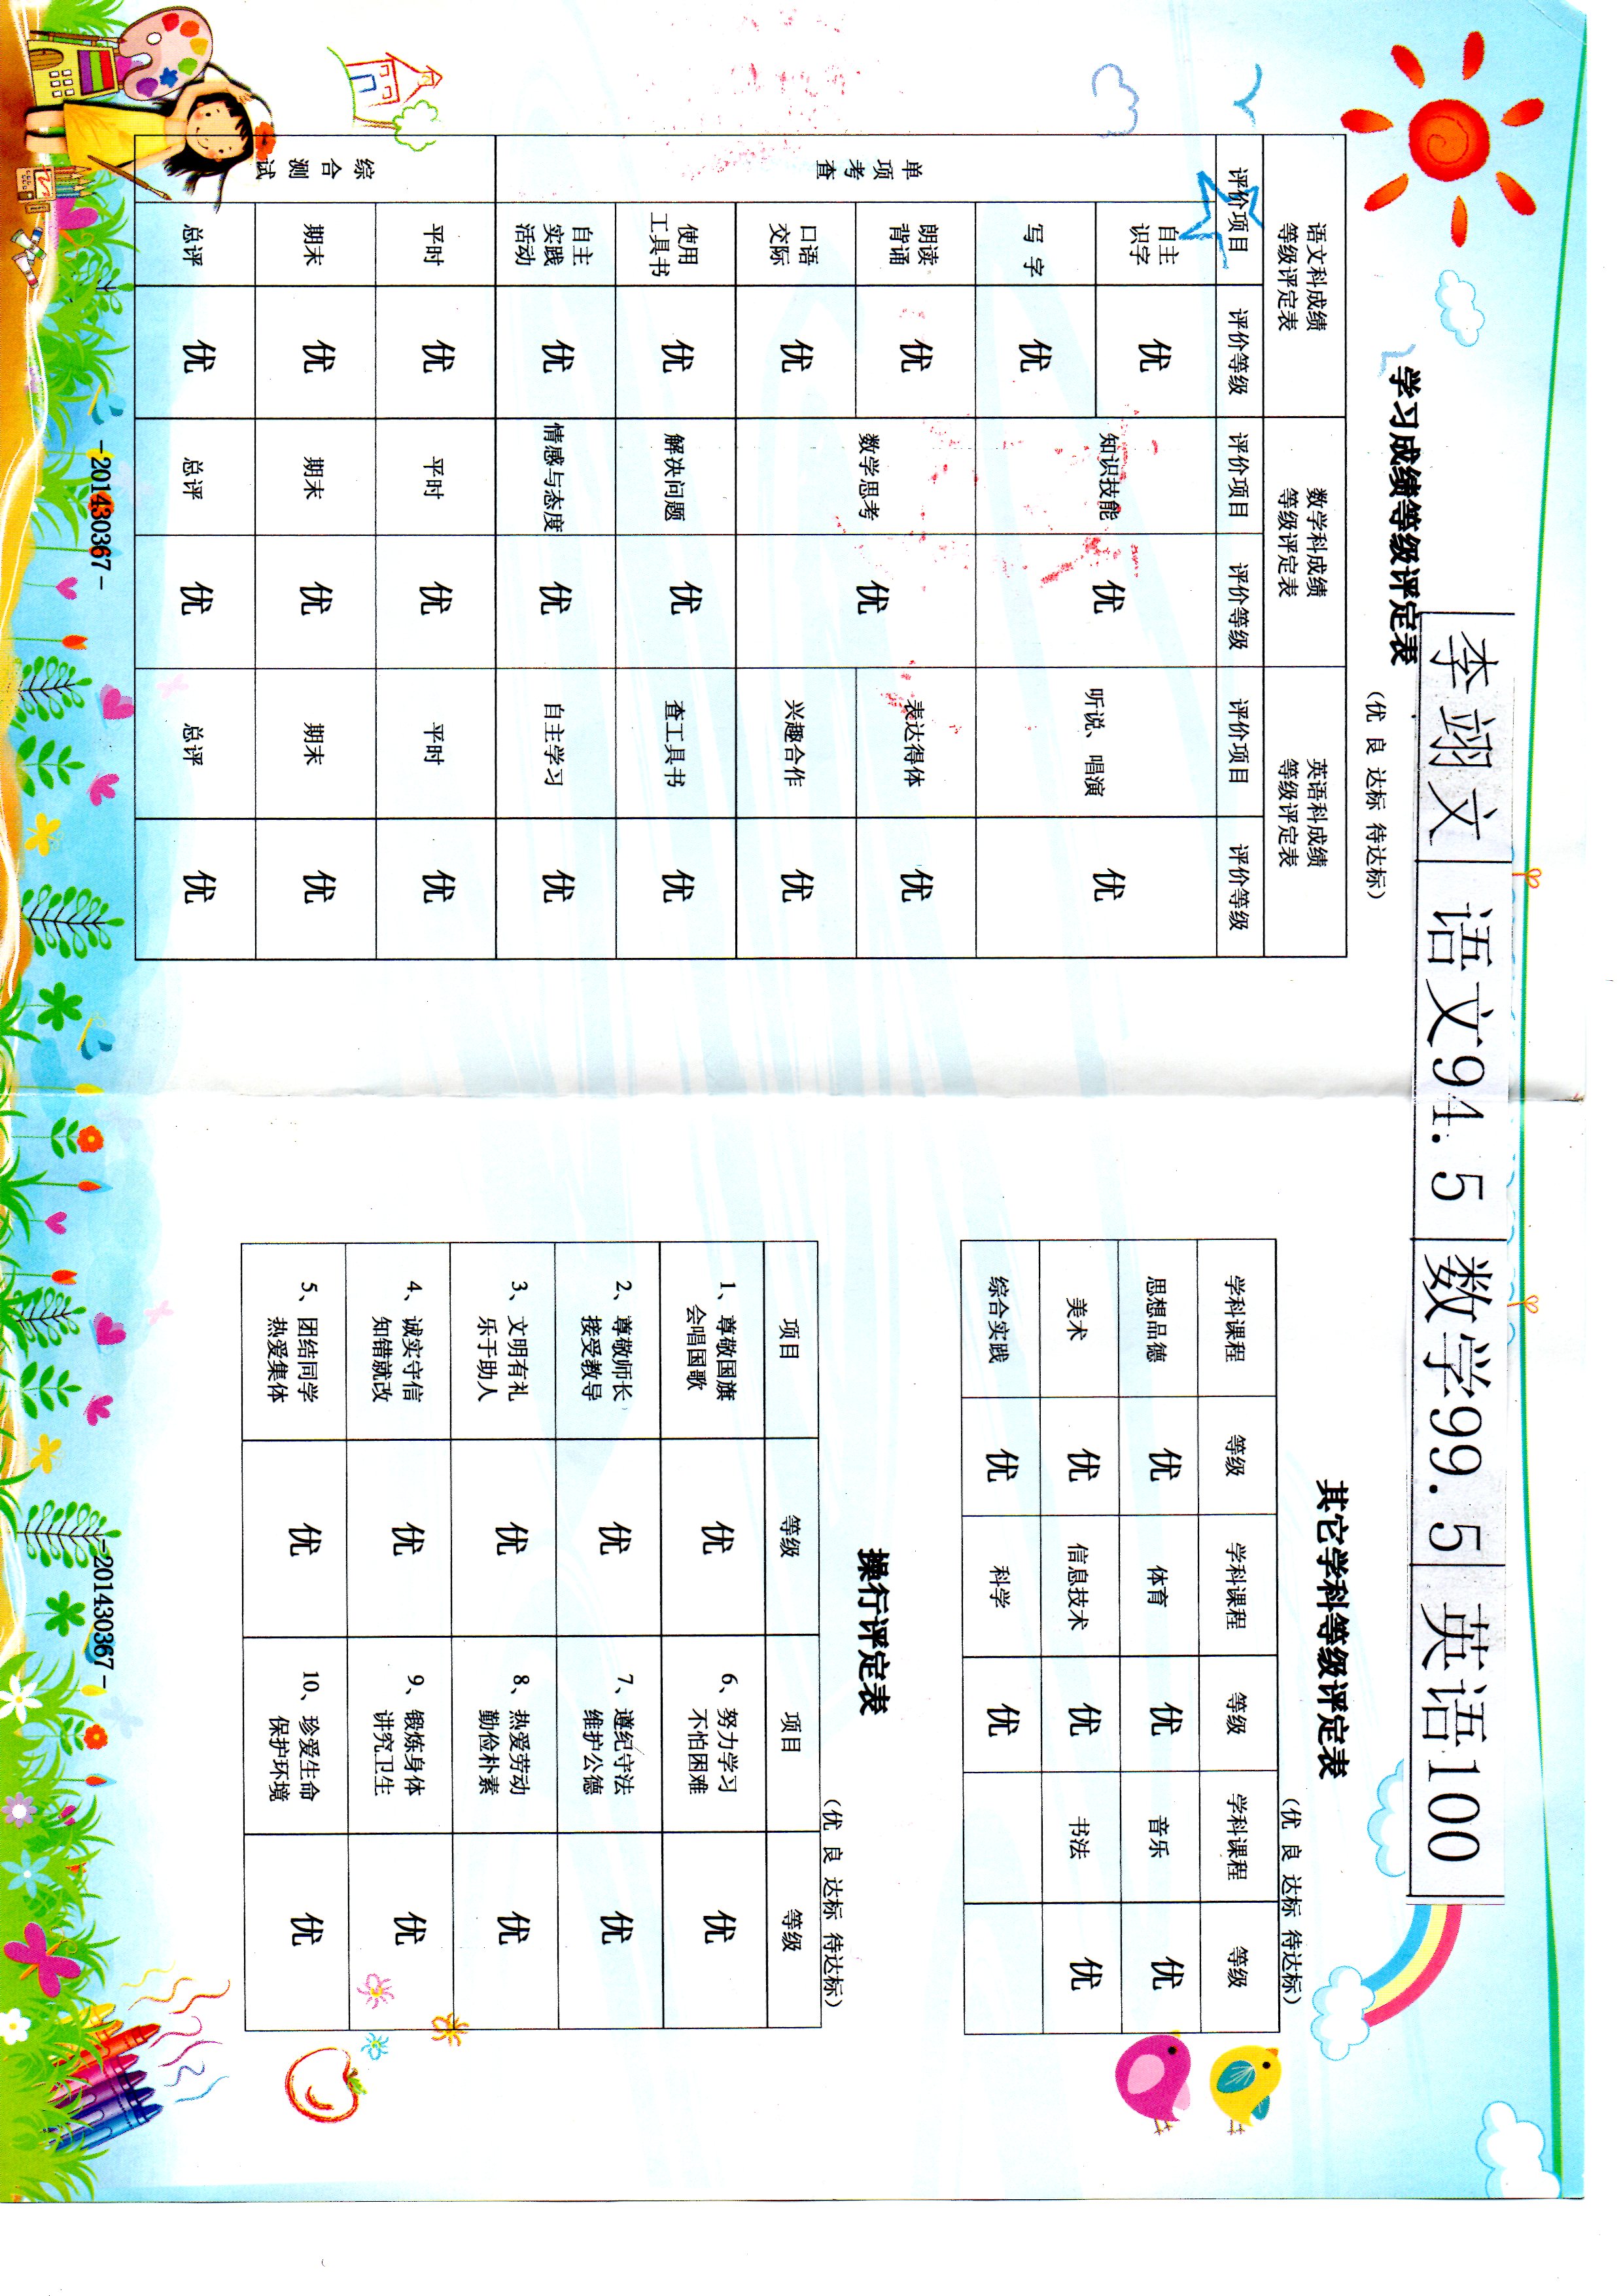 李翊文 语文94.5 数学99.5 英语100
学习成绩等级评定表
（优 良 达标 待达标）
语文科成绩等级评定表 数学科成绩等级评定表 英语科成绩等级评定表
评价项目 评价等级 评价项目 评价等级 评价项目 评价等级
单项考查
自主识字 优 知识技能 优 听说、唱演 优
写字 优
朗读背诵 优 数学思考 优 表达得体 优
口语交际 优 兴趣合作 优
使用工具书 优 解决问题 优 查工具书 优
自主实践活动 优 情感与态度 优 自主学习 优
综合测试
平时 优 平时 优 平时 优
期末 优 期末 优 期末 优
总评 优 总评 优 总评 优
-201430367-
其它学科等级评定表
（优 良 达标 待达标）
学科课程 等级 学科课程 等级 学科课程 等级
思想品德 优 体育 优 音乐 优
美术 优 信息技术 优 书法 优
综合实践 优 科学 优
操行评定表
（优 良 达标 待达标）
项目 等级 项目 等级
1、尊敬国旗 会唱国歌 优 6、努力学习 不怕困难 优
2、尊敬师长 接受教导 优 7、遵纪守法 维护公德 优
3、文明有礼 乐于助人 优 8、热爱劳动 勤俭朴素 优
4、诚实守信 知错就改 优 9、锻炼身体 讲究卫生 优
5、团结同学 热爱集体 优 10、珍爱生命 保护环境 优
-201430367-